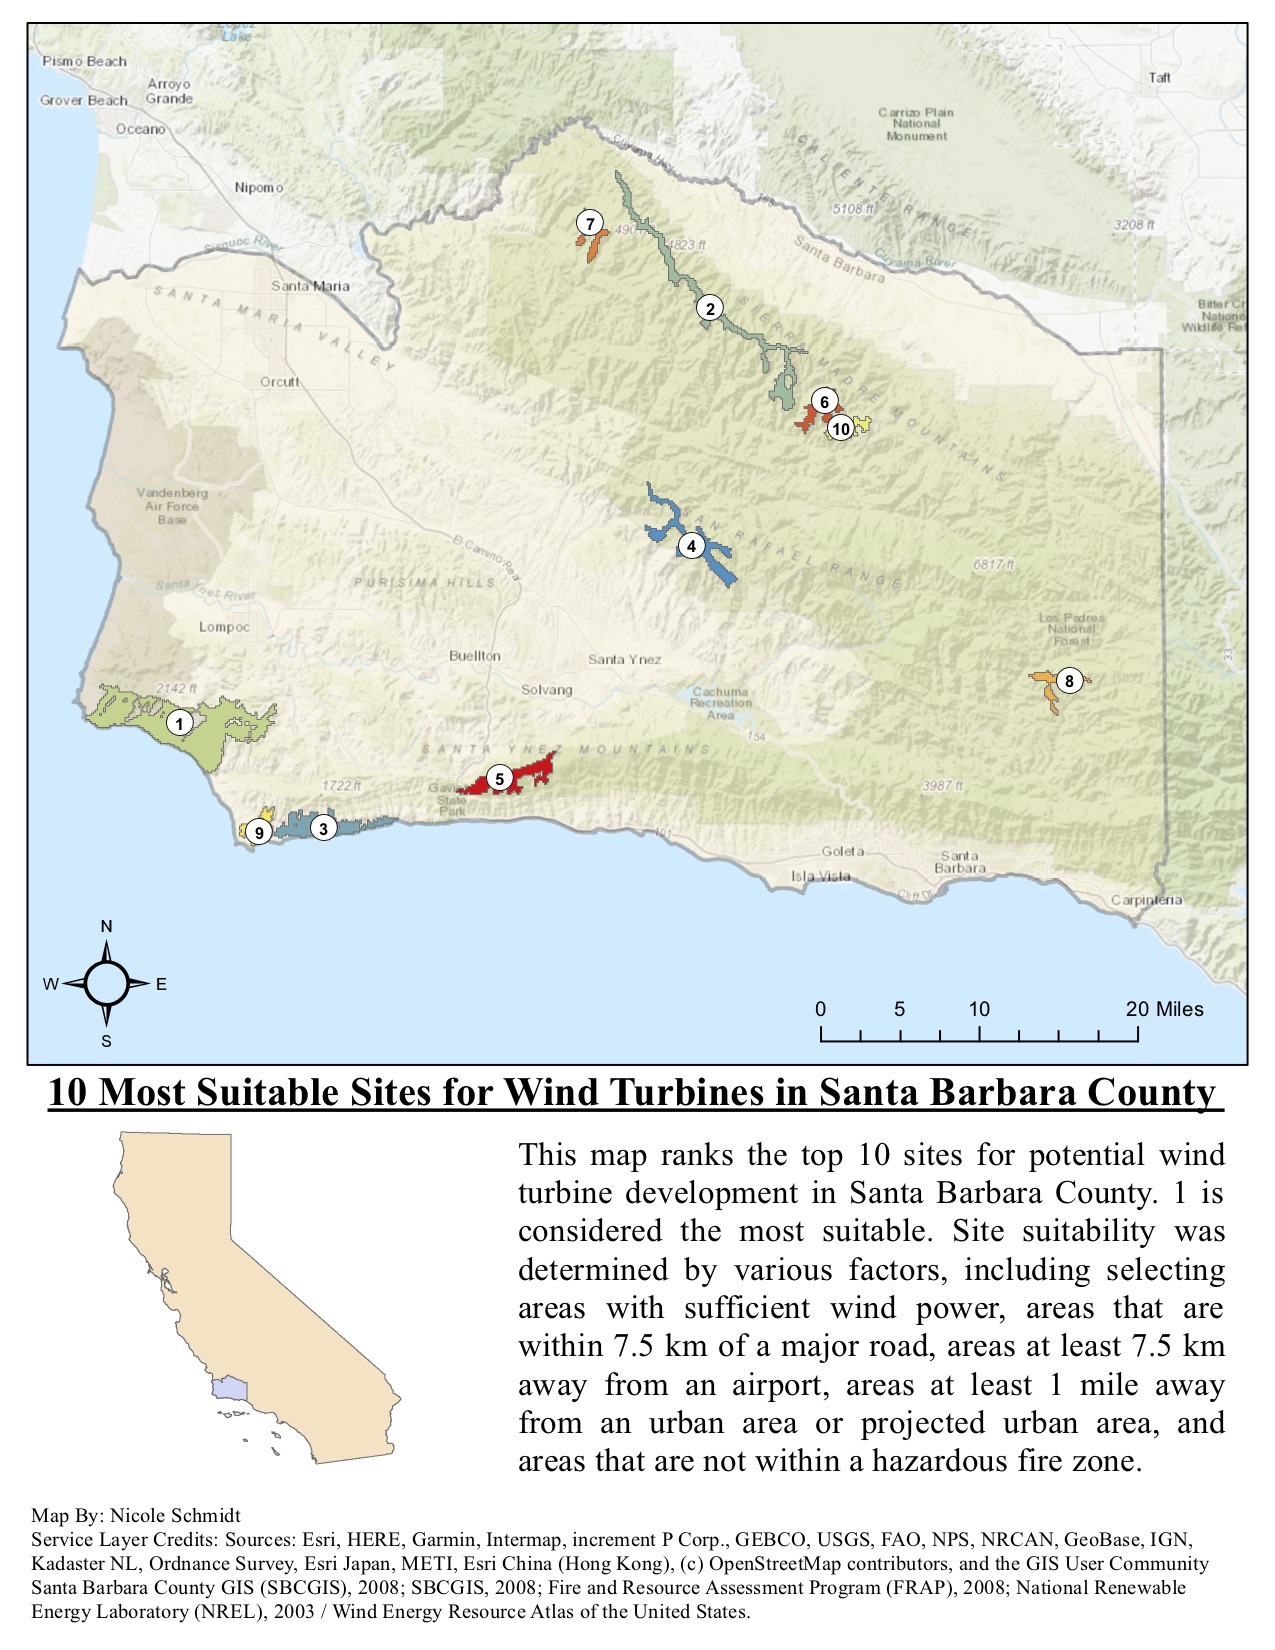 Lopez
Lake
Pismo Beach
Arroyo
Grande
Grover Beach
Oceano
Taft
Carrizo Plain
National
Monument
Cuyama Hwy
Nipomo
CALIENTE RANGE
166
5108 ft
3208 ft
7
490
4823 ft
Sisquoc River
Santa Barbara
Cuyama River
Santa Maria
SANTA MARIA VALLEY
2
SIERRA MADRE MOUNTAINS
Bitter Cr
Nationa
Wildlife Ref
Orcutt
6
10
Vandenberg
Air Force
Base
El Camino Real
4
SAN RAFAEL RANGE
6817 ft
Santa Ynez River
PURISIMA HILLS
Lompoc
Los Padres
National
Forest
Buellton
Santa Ynez
33
8
2142 ft
Solvang
Cachuma
Recreation
Area
1
154
SANTA YNEZ MOUNTAINS
5
1722 ft
Gaviota
State
Park
3987 ft
9
3
101
Goleta
Santa
Barbara
Isla Vista
Cliff Dr
Carpinteria
N
W
E
S
0 5 10 20 Miles
10 Most Suitable Sites for Wind Turbines in Santa Barbara County
This map ranks the top 10 sites for potential wind
turbine development in Santa Barbara County. 1 is
considered the most suitable. Site suitability was
determined by various factors, including selecting
areas with sufficient wind power, areas that are
within 7.5 km of a major road, areas at least 7.5 km
away from an airport, areas at least 1 mile away
from an urban area or projected urban area, and
areas that are not within a hazardous fire zone.
Map By: Nicole Schmidt
Service Layer Credits: Sources: Esri, HERE, Garmin, Intermap, increment P Corp., GEBCO, USGS, FAO, NPS, NRCAN, GeoBase, IGN,
Kadaster NL, Ordnance Survey, Esri Japan, METI, Esri China (Hong Kong), (c) OpenStreetMap contributors, and the GIS User Community
Santa Barbara County GIS (SBCGIS), 2008; SBCGIS, 2008; Fire and Resource Assessment Program (FRAP), 2008; National Renewable
Energy Laboratory (NREL), 2003 / Wind Energy Resource Atlas of the United States.